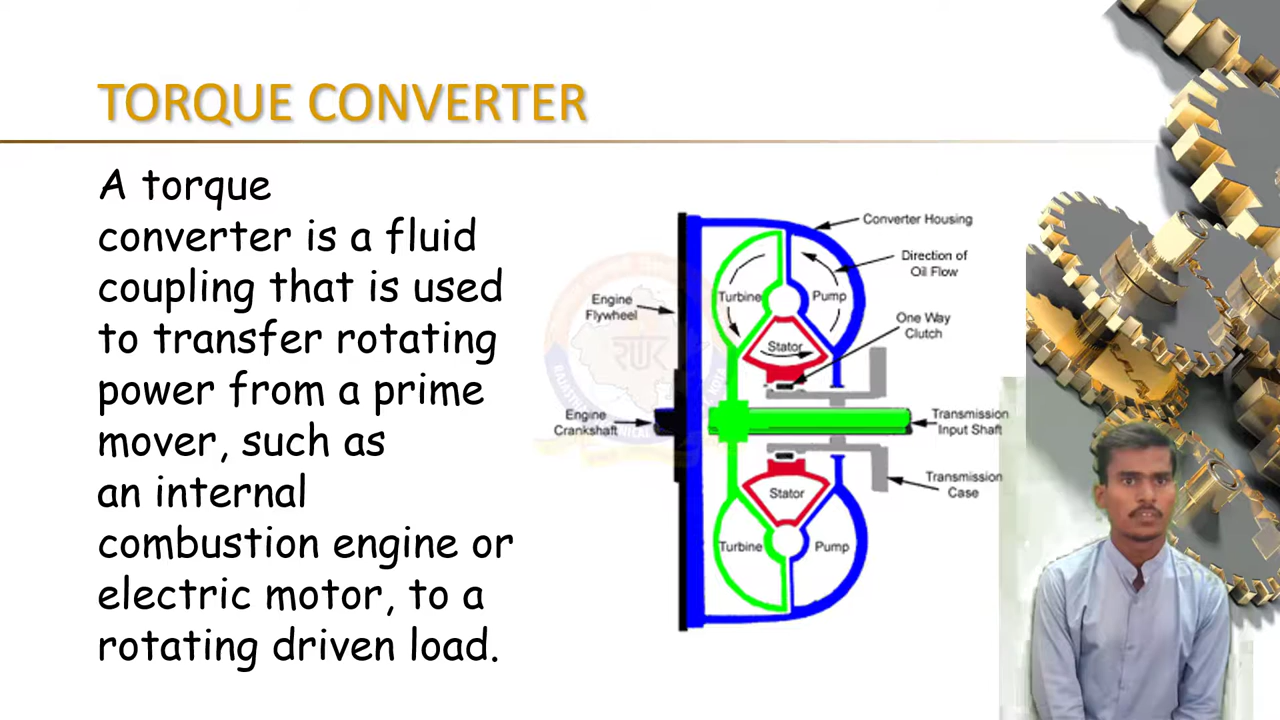 TORQUE CONVERTER
A torque
converter is a fluid
coupling that is used
to transfer rotating
power from a prime
mover, such as
an internal
combustion engine or
electric motor, to a
rotating driven load.
Converter Housing
Direction of
Oil Flow
Engine
Flywheel
Turbine
Pump
One Way
Clutch
Stator
Engine
Crankshaft
Transmission
Input Shaft
Transmission
Case
Stator
Turbine
Pump